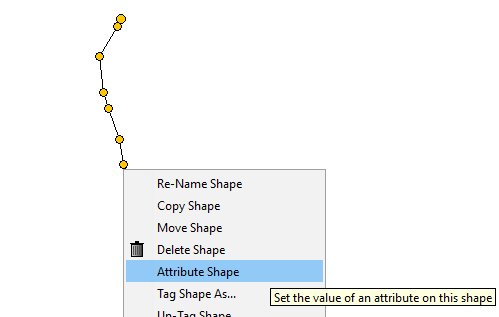 Re-Name Shape
Copy Shape
Move Shape
Delete Shape
Attribute Shape
Tag Shape As...
Set the value of an attribute on this shape
Un-Tag Shape